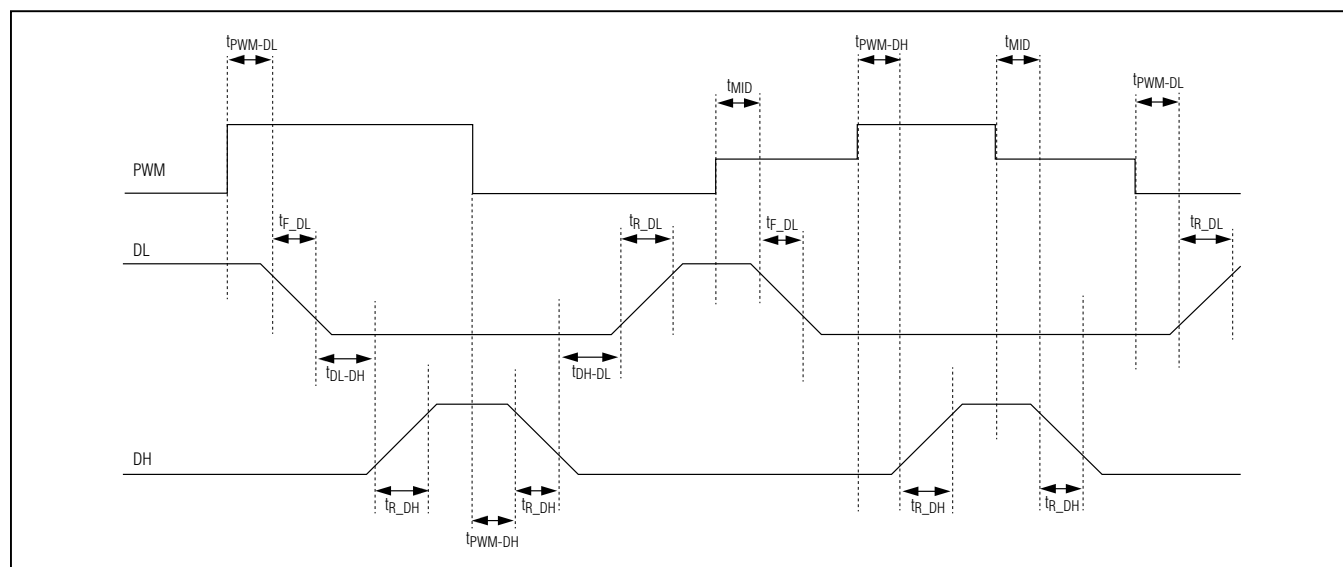 tPWM-DL
tPWM-DH
tMID
tMID
tPWM-DL
PWM
tF_DL
tR_DL
tF_DL
tR_DL
DL
tDL-DH
tDH-DL
DH
tR_DH
tR_DH
tR_DH
tR_DH
tPWM-DH